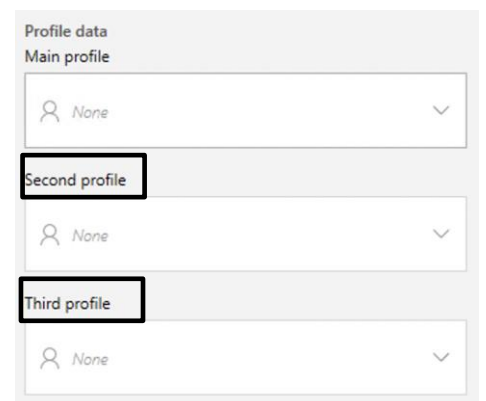 Profile data
Main profile
None
Second profile
None
Third profile
None